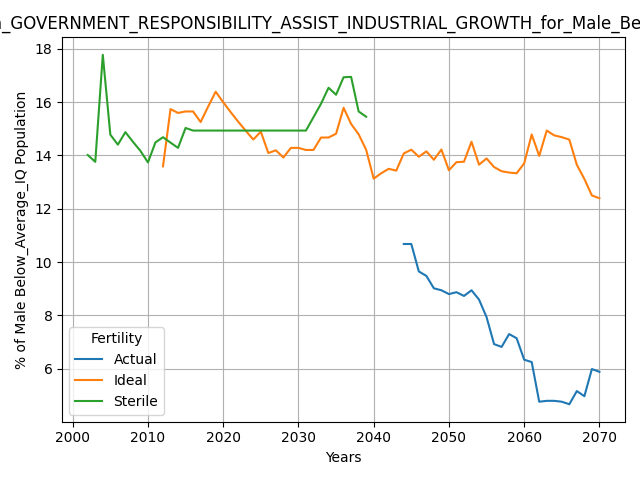 _GOVERNMENT_RESPONSIBILITY_ASSIST_INDUSTRIAL_GROWTH_for_Male_Be
18
16
14
12
10
8
6
% of Male Below_Average_IQ Population
Fertility
Actual
Ideal
Sterile
2000 2010 2020 2030 2040 2050 2060 2070
Years